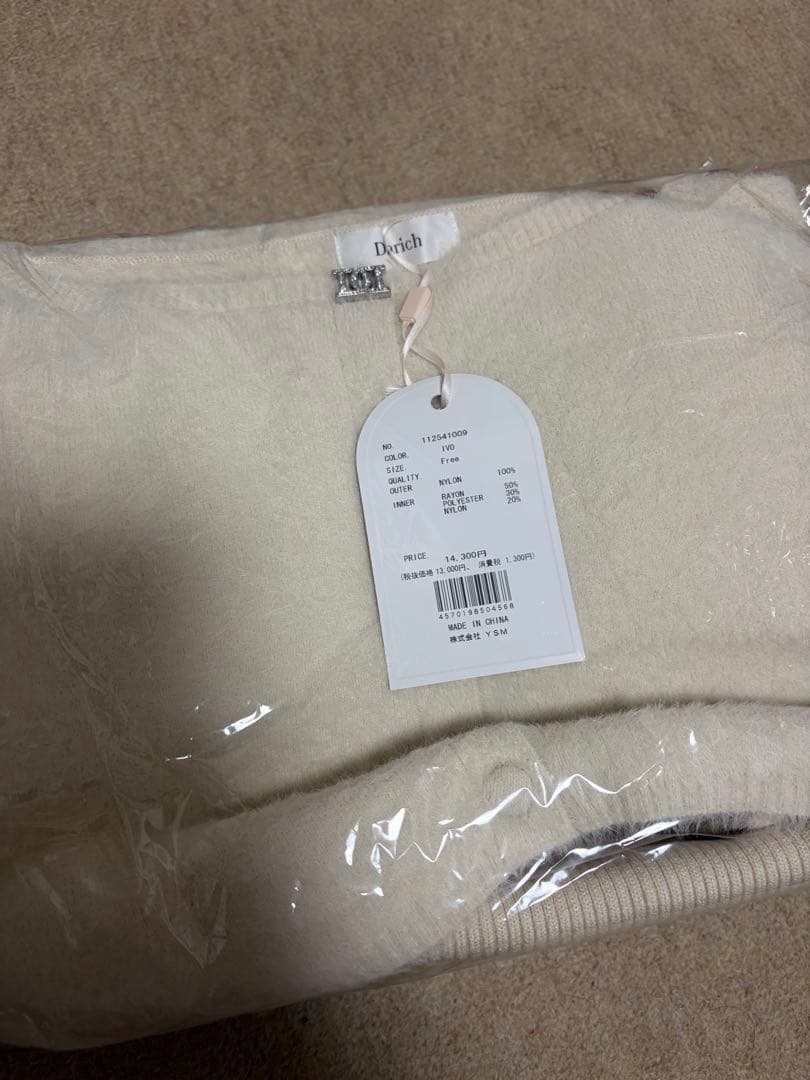 Darich
NO. 112541009
COLOR. IVO
SIZE. Free
QUALITY.
OUTER NYLON 100%
INNER RAYON 50%
POLYESTER 30%
NYLON 20%
PRICE. 14,300円
(税抜価格 13,000円、 消費税 1,300円)
4570198504568
MADE IN CHINA
株式会社 YSM